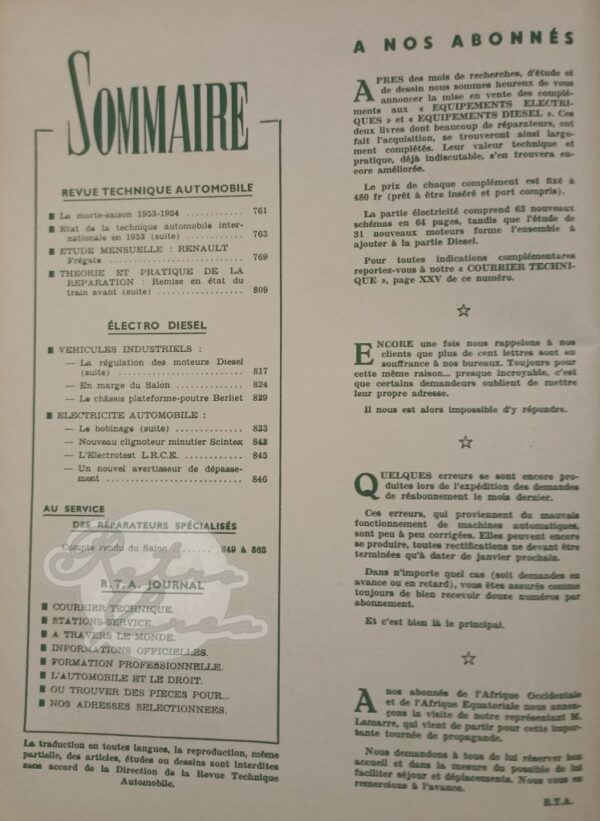 SOMMAIRE
REVUE TECHNIQUE AUTOMOBILE
■ La morte-saison 1953-1954 ............ 761
■ Etat de la technique automobile inter-
nationale en 1953 (suite) ............... 763
■ ETUDE MENSUELLE : RENAULT
Frégate ................................ 769
■ THEORIE ET PRATIQUE DE LA
REPARATION : Remise en état du
train avant (suite) ..................... 809
ÉLECTRO DIESEL
■ VEHICULES INDUSTRIELS :
— La régulation des moteurs Diesel
(suite) ............................. 817
— En marge du Salon ............... 824
— Le châssis plateforme-poutre Berliet 829
■ ELECTRICITE AUTOMOBILE :
— Le bobinage (suite) .............. 833
— Nouveau clignoteur minutier Scintex 843
— L'Electrotest L.R.C.E. ............ 845
— Un nouvel avertisseur de dépasse-
ment ................................ 846
AU SERVICE
DES RÉPARATEURS SPÉCIALISÉS
Compte rendu du Salon ........ 849 à 863
R.T.A. JOURNAL
■ COURRIER TECHNIQUE.
■ STATIONS-SERVICE.
■ A TRAVERS LE MONDE.
■ INFORMATIONS OFFICIELLES.
■ FORMATION PROFESSIONNELLE.
■ L'AUTOMOBILE ET LE DROIT.
■ OU TROUVER DES PIECES POUR...
■ NOS ADRESSES SELECTIONNEES.
La traduction en toutes langues, la reproduction, même
partielle, des articles, études ou dessins sont interdites
sans accord de la Direction de la Revue Technique
Automobile.
A NOS ABONNÉS
APRES des mois de recherches, d'étude et
de dessin nous sommes heureux de vous
annoncer la mise en vente des complé-
ments aux « EQUIPEMENTS ELECTRI-
QUES » et « EQUIPEMENTS DIESEL ». Ces
deux livres dont beaucoup de réparateurs, ont
fait l'acquisition, se trouveront ainsi large-
ment complétés. Leur valeur technique et
pratique, déjà indiscutable, s'en trouvera en-
core améliorée.
Le prix de chaque complément est fixé à
480 fr (prêt à être inséré et port compris).
La partie électricité comprend 63 nouveaux
schémas en 64 pages, tandis que l'étude de
31 nouveaux moteurs forme l'ensemble à
ajouter à la partie Diesel.
Pour toutes indications complémentares
reportez-vous à notre « COURRIER TECHNI-
QUE », page XXV de ce numéro.
☆
ENCORE une fois nous rappelons à nos
clients que plus de cent lettres sont en
souffrance à nos bureaux. Toujours pour
cette même raison... presque incroyable, c'est
que certains demandeurs oublient de mettre
leur propre adresse.
Il nous est alors impossible d'y répondre.
☆
QUELQUES erreurs se sont encore pro-
duites lors de l'expédition des demandes
de réabonnement le mois dernier.
Ces erreurs, qui proviennent du mauvais
fonctionnement de machines automatiques,
sont peu à peu corrigées. Elles peuvent encore
se produire, toutes rectifications ne devant être
terminées qu'à dater de janvier prochain.
Dans n'importe quel cas (soit demandes en
avance ou en retard), vous êtes assurés comme
toujours de bien recevoir douze numéros par
abonnement.
Et c'est bien là le principal.
☆
A nos abonnés de l'Afrique Occidentale
et de l'Afrique Equatoriale nous annon-
çons la visite de notre représentant M.
Lamarre, qui vient de partir pour cette impor-
tante tournée de propagande.
Nous demandons à tous de lui réserver bon
accueil et dans la mesure du possible de lui
faciliter séjour et déplacements. Nous vous en
remercions à l'avance.
R.T.A.